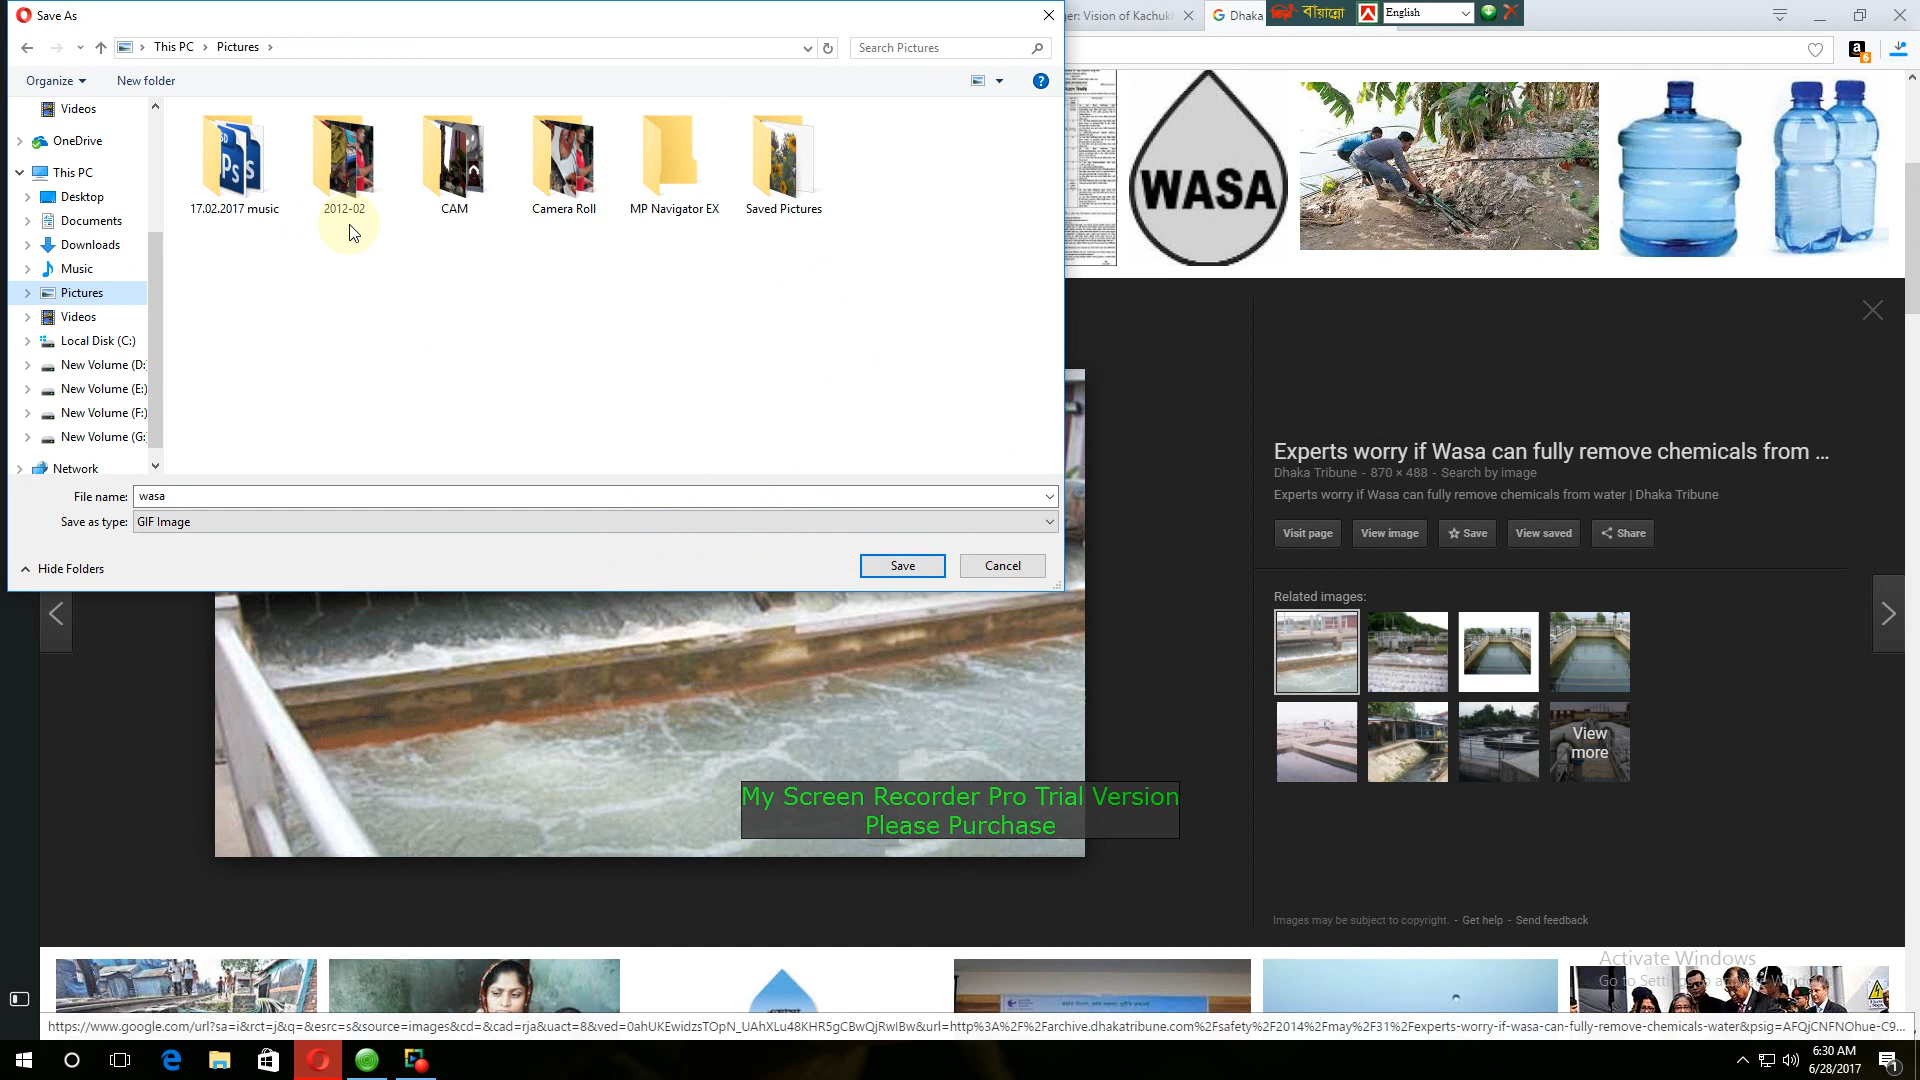 Save As
ger: Vision of Kachukh
Dhaka
বায়ান্নো
English
This PC
Pictures
Search Pictures
a
6
Organize
New folder
?
Videos
OneDrive
This PC
Desktop
Documents
Downloads
Music
Pictures
Videos
Local Disk (C:)
New Volume (D:
New Volume (E:)
New Volume (F:)
New Volume (G:
Network
17.02.2017 music
2012-02
CAM
Camera Roll
MP Navigator EX
Saved Pictures
WASA
File name:
wasa
Save as type:
GIF Image
Hide Folders
Save
Cancel
Experts worry if Wasa can fully remove chemicals from ...
Dhaka Tribune - 870 × 488 - Search by image
Experts worry if Wasa can fully remove chemicals from water | Dhaka Tribune
Visit page
View image
Save
View saved
Share
Related images:
View
more
My Screen Recorder Pro Trial Version
Please Purchase
Images may be subject to copyright. - Get help - Send feedback
Activate Windows
https://www.google.com/url?sa=i&rct=j&q=&esrc=s&source=images&cd=&cad=rja&uact=8&ved=0ahUKEwidzsTOpN_UAhXLu48KHR5gCBwQjRwIBw&url=http%3A%2F%2Farchive.dhakatribune.com%2Fsafety%2F2014%2Fmay%2F31%2Fexperts-worry-if-wasa-can-fully-remove-chemicals-water&psig=AFQjCNFNOhue-C9...
6:30 AM
6/28/2017
1